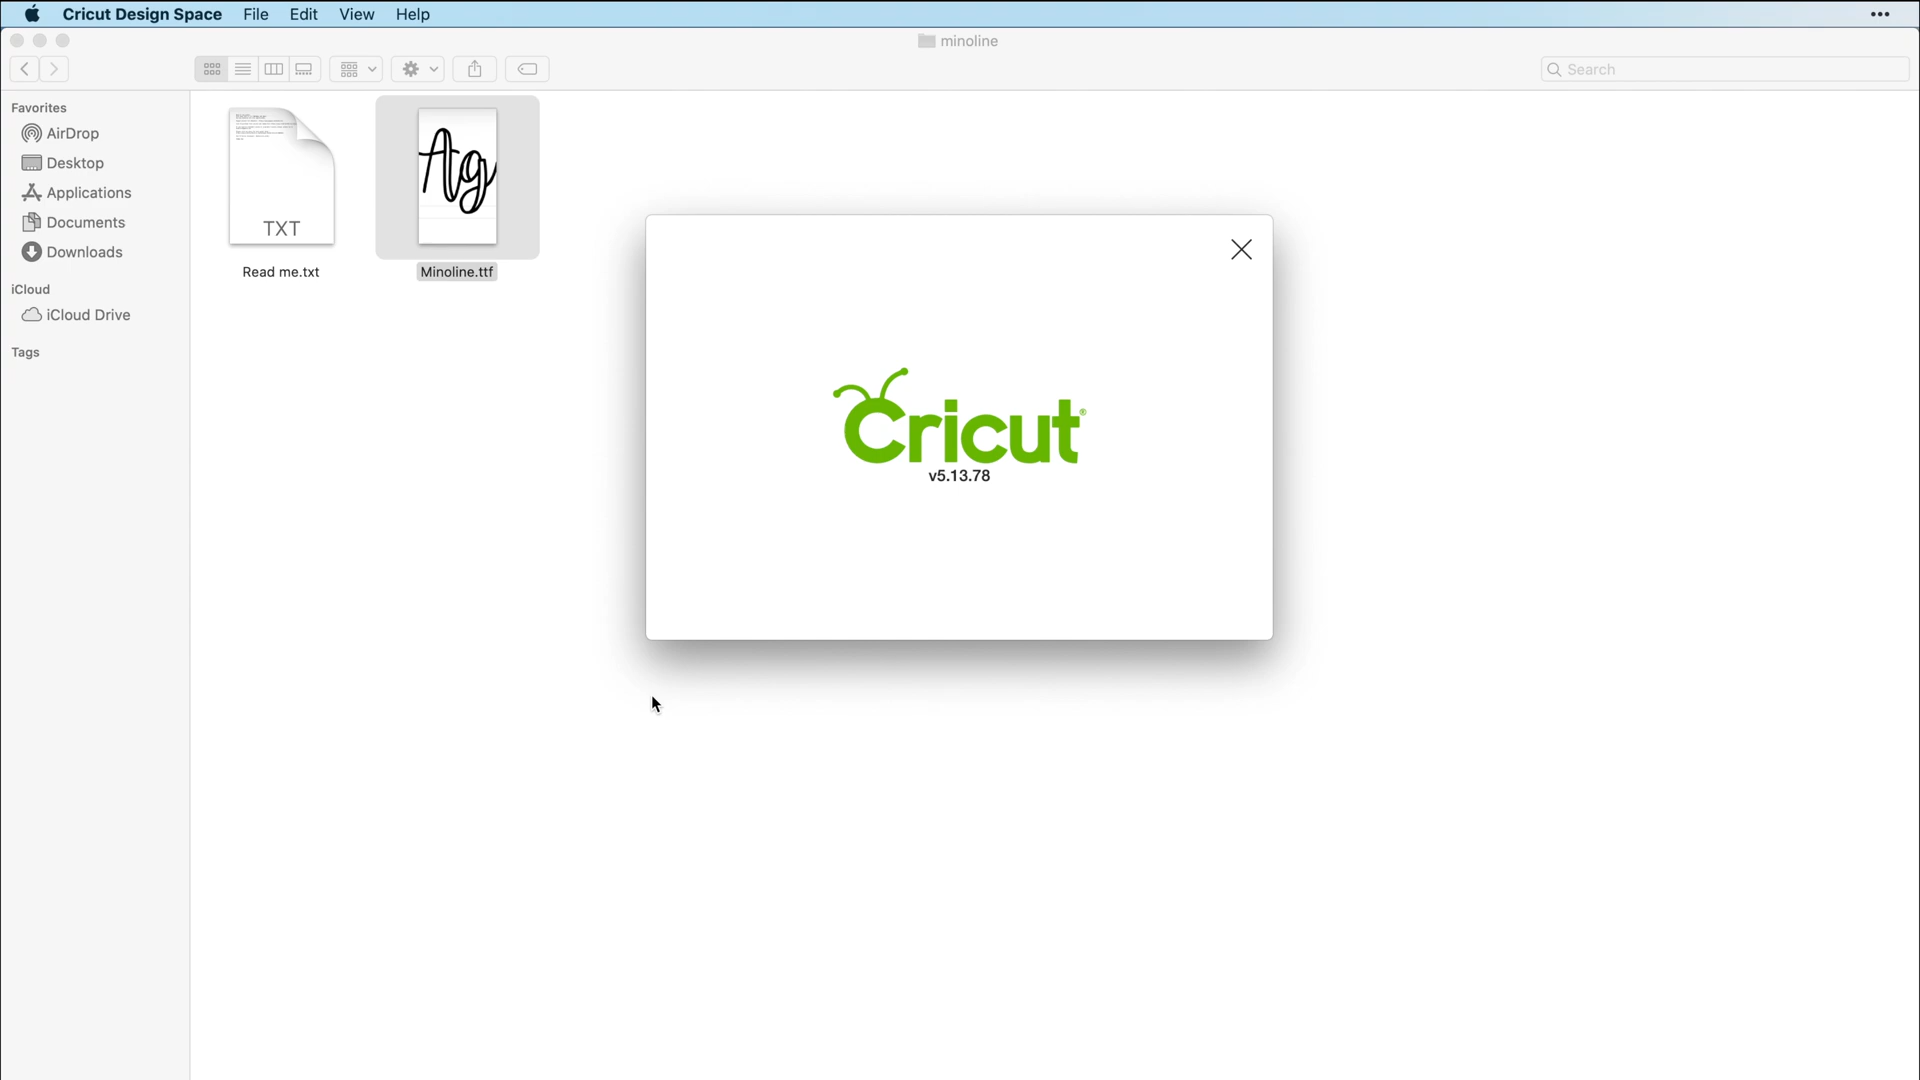 Cricut Design Space File Edit View Help
minoline
Search
Favorites
AirDrop
Desktop
Applications
Documents
Downloads
iCloud
iCloud Drive
Tags
TXT
Read me.txt
Ag
Minoline.ttf
Cricut®
v5.13.78